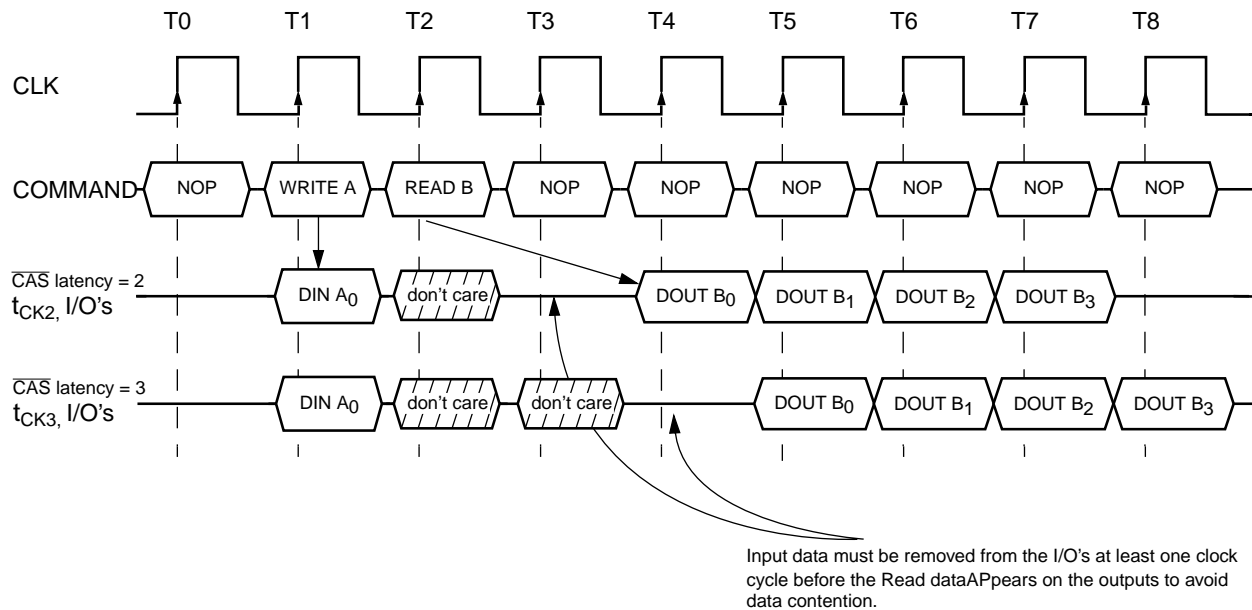 T0 T1 T2 T3 T4 T5 T6 T7 T8
CLK
COMMAND NOP WRITE A READ B NOP NOP NOP NOP NOP NOP
CAS latency = 2
tCK2, I/O's DIN A0 don't care DOUT B0 DOUT B1 DOUT B2 DOUT B3
CAS latency = 3
tCK3, I/O's DIN A0 don't care don't care DOUT B0 DOUT B1 DOUT B2 DOUT B3
Input data must be removed from the I/O's at least one clock
cycle before the Read dataAPpears on the outputs to avoid
data contention.